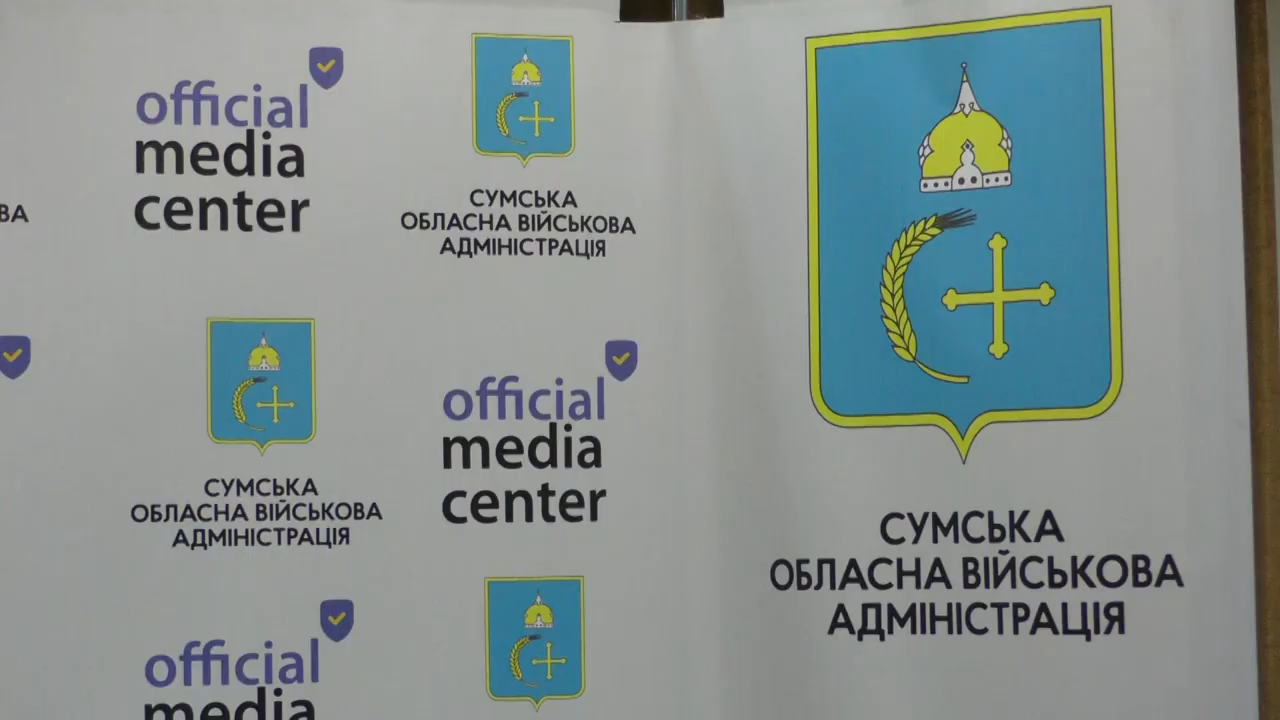 official
media
center
СУМСЬКА
ОБЛАСНА ВІЙСЬКОВА
АДМІНІСТРАЦІЯ
СУМСЬКА
ОБЛАСНА ВІЙСЬКОВА
АДМІНІСТРАЦІЯ
official
media
center
official
media
СУМСЬКА
ОБЛАСНА ВІЙСЬКОВА
АДМІНІСТРАЦІЯ